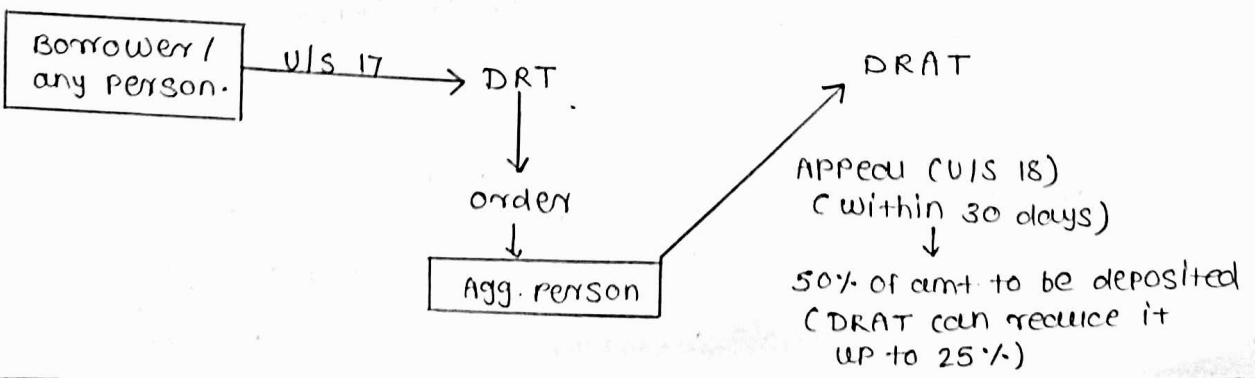 Borrower /
any person.
U/S 17
DRT
order
Agg. person
DRAT
Appeal (U/S 18)
(within 30 days)
50% of amt to be deposited
(DRAT can reduce it
up to 25%)